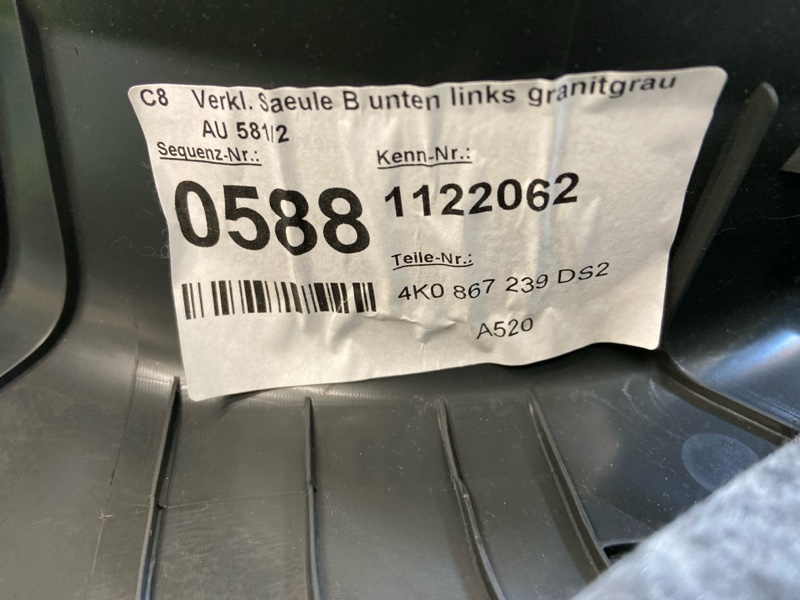 C8 Verkl. Saeule B unten links granitgrau
AU 581/2
Sequenz-Nr.:
0588
Kenn-Nr.:
1122062
Teile-Nr.:
4K0 867 239 DS2
A520